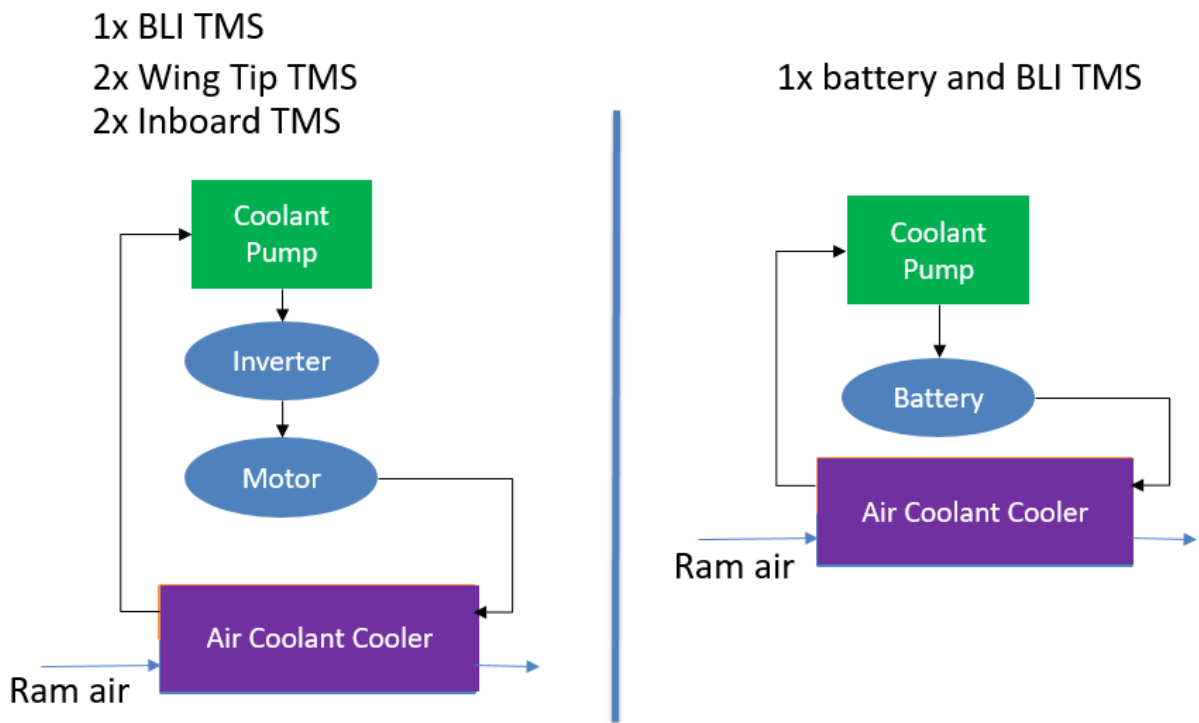 1x BLI TMS
2x Wing Tip TMS
2x Inboard TMS
Coolant
Pump
Inverter
Motor
Air Coolant Cooler
Ram air
1x battery and BLI TMS
Coolant
Pump
Battery
Air Coolant Cooler
Ram air